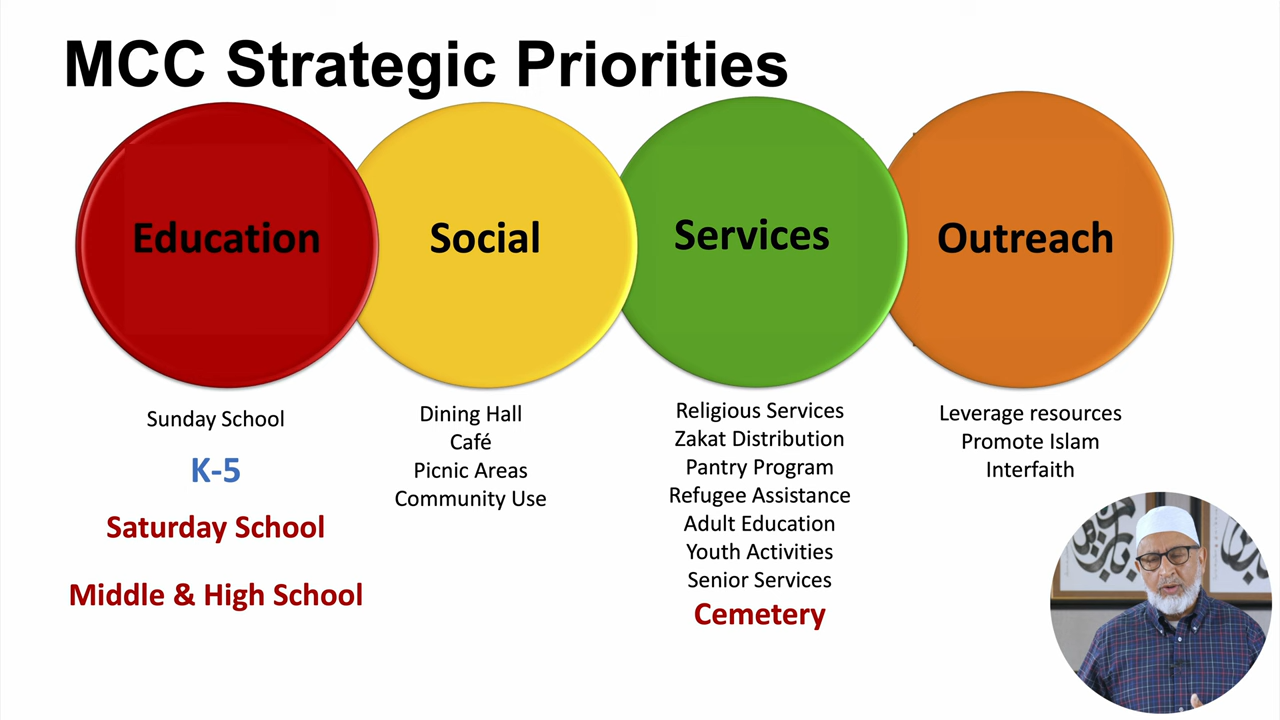 MCC Strategic Priorities
Education
Social
Services
Outreach
Sunday School
K-5
Saturday School
Middle & High School
Dining Hall
Café
Picnic Areas
Community Use
Religious Services
Zakat Distribution
Pantry Program
Refugee Assistance
Adult Education
Youth Activities
Senior Services
Cemetery
Leverage resources
Promote Islam
Interfaith